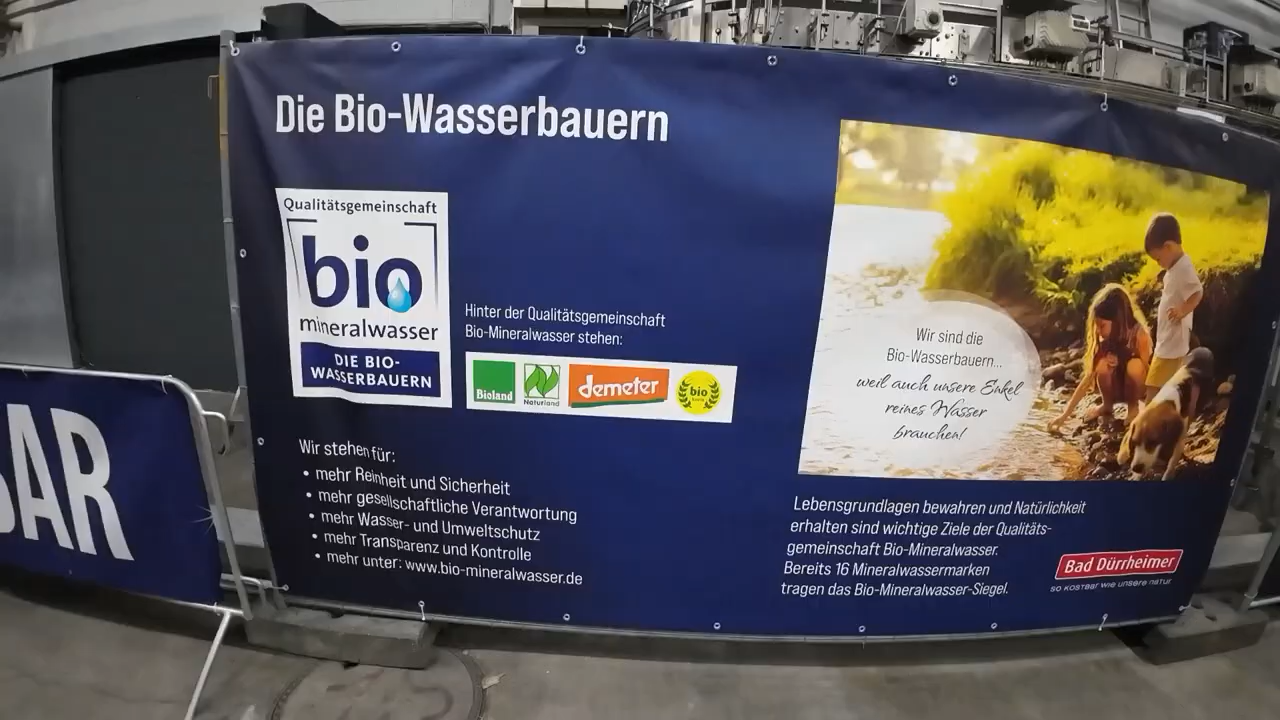 Die Bio-Wasserbauern
Qualitätsgemeinschaft
bio
mineralwasser
DIE BIO-
WASSERBAUERN
Hinter der Qualitätsgemeinschaft
Bio-Mineralwasser stehen:
Bioland
Naturland
demeter
bio
Wir stehen für:
• mehr Reinheit und Sicherheit
• mehr gesellschaftliche Verantwortung
• mehr Wasser- und Umweltschutz
• mehr Transparenz und Kontrolle
• mehr unter: www.bio-mineralwasser.de
Wir sind die
Bio-Wasserbauern...
weil auch unsere Enkel
reines Wasser
brauchen!
Lebensgrundlagen bewahren und Natürlichkeit
erhalten sind wichtige Ziele der Qualitäts-
gemeinschaft Bio-Mineralwasser.
Bereits 16 Mineralwassermarken
tragen das Bio-Mineralwasser-Siegel.
Bad Dürrheimer
SO KOSTBAR WIE UNSERE NATUR
BAR